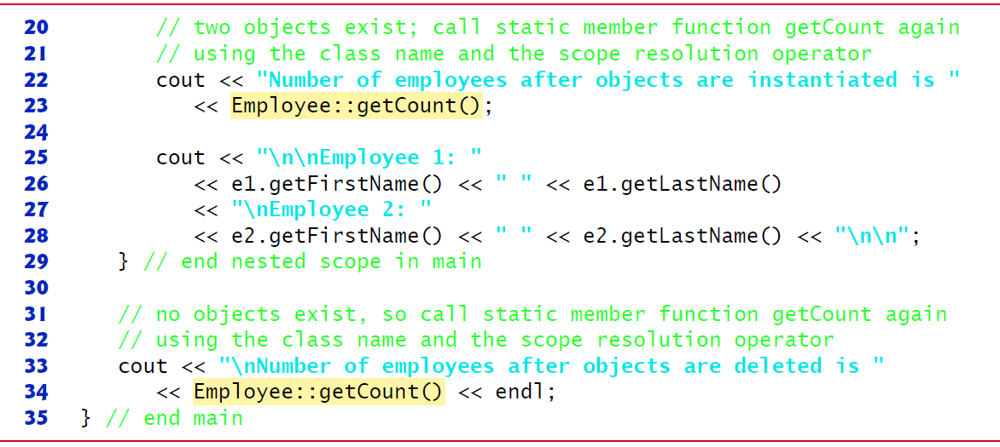 20 // two objects exist; call static member function getCount again
21 // using the class name and the scope resolution operator
22 cout << "Number of employees after objects are instantiated is "
23 << Employee::getCount();
24
25 cout << "\n\nEmployee 1: "
26 << e1.getFirstName() << " " << e1.getLastName()
27 << "\nEmployee 2: "
28 << e2.getFirstName() << " " << e2.getLastName() << "\n\n";
29 } // end nested scope in main
30
31 // no objects exist, so call static member function getCount again
32 // using the class name and the scope resolution operator
33 cout << "\nNumber of employees after objects are deleted is "
34 << Employee::getCount() << endl;
35 } // end main